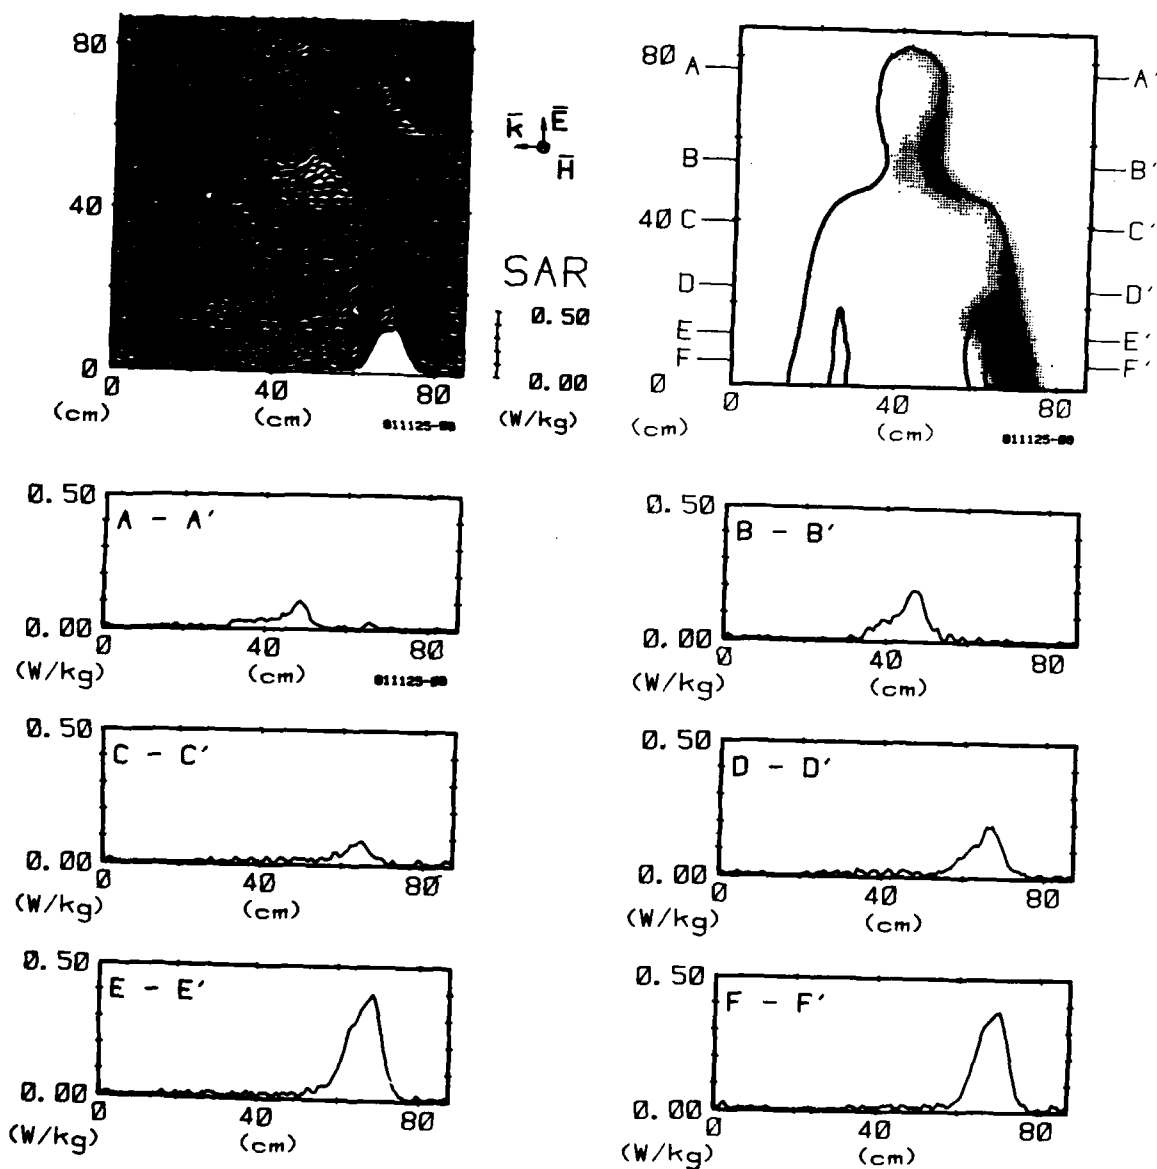 80
40
0
0 40 80
(cm) (cm)
k̄ Ē
H̄
SAR
0.50
0.00
(W/kg)
811125-00
80
40
0
A A'
B B'
C C'
D D'
E E'
F F'
0 40 80
(cm) (cm)
811125-00
0.50
A - A'
0.00
0 40 80
(W/kg) (cm)
811125-00
0.50
B - B'
0.00
0 40 80
(W/kg) (cm)
0.50
C - C'
0.00
0 40 80
(W/kg) (cm)
0.50
D - D'
0.00
0 40 80
(W/kg) (cm)
0.50
E - E'
0.00
0 40 80
(W/kg) (cm)
0.50
F - F'
0.00
0 40 80
(W/kg) (cm)